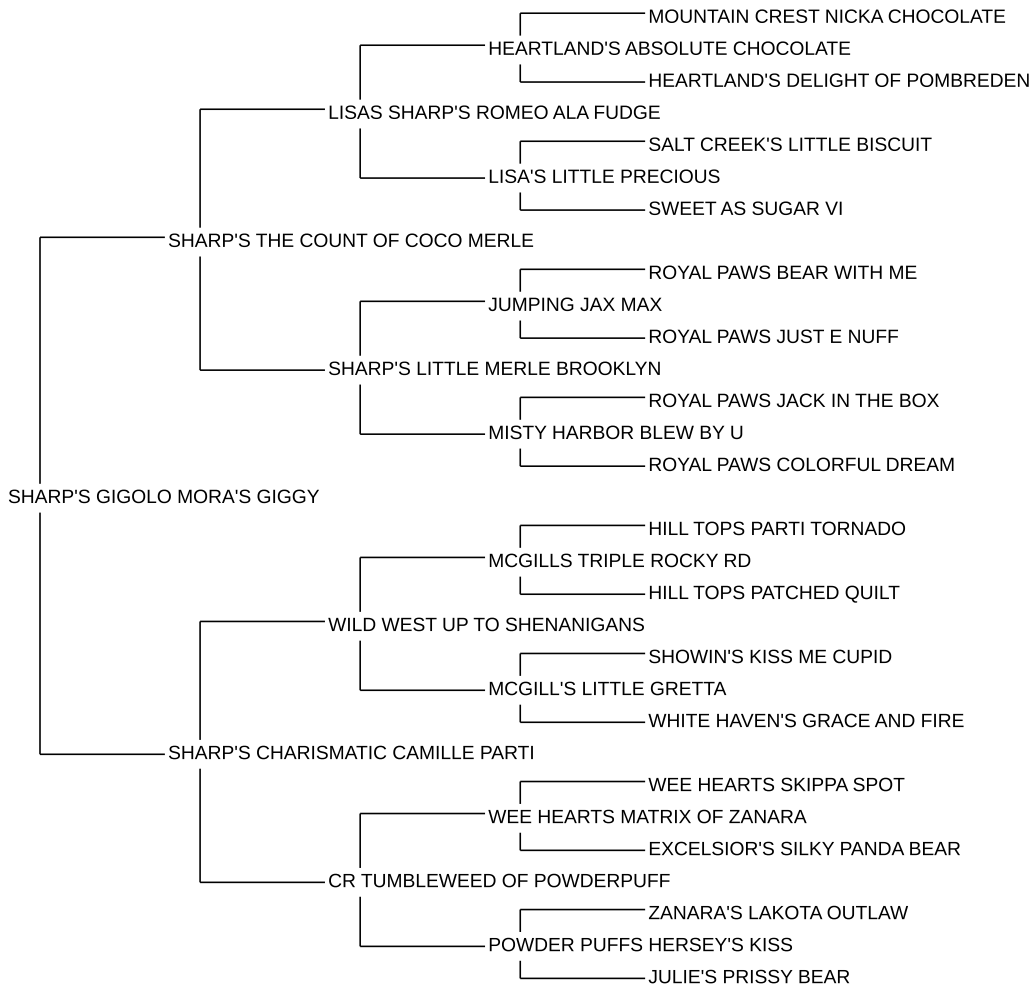 MOUNTAIN CREST NICKA CHOCOLATE
HEARTLAND'S ABSOLUTE CHOCOLATE
HEARTLAND'S DELIGHT OF POMBREDEN
LISAS SHARP'S ROMEO ALA FUDGE
SALT CREEK'S LITTLE BISCUIT
LISA'S LITTLE PRECIOUS
SWEET AS SUGAR VI
SHARP'S THE COUNT OF COCO MERLE
ROYAL PAWS BEAR WITH ME
JUMPING JAX MAX
ROYAL PAWS JUST E NUFF
SHARP'S LITTLE MERLE BROOKLYN
ROYAL PAWS JACK IN THE BOX
MISTY HARBOR BLEW BY U
ROYAL PAWS COLORFUL DREAM
SHARP'S GIGOLO MORA'S GIGGY
HILL TOPS PARTI TORNADO
MCGILLS TRIPLE ROCKY RD
HILL TOPS PATCHED QUILT
WILD WEST UP TO SHENANIGANS
SHOWIN'S KISS ME CUPID
MCGILL'S LITTLE GRETTA
WHITE HAVEN'S GRACE AND FIRE
SHARP'S CHARISMATIC CAMILLE PARTI
WEE HEARTS SKIPPA SPOT
WEE HEARTS MATRIX OF ZANARA
EXCELSIOR'S SILKY PANDA BEAR
CR TUMBLEWEED OF POWDERPUFF
ZANARA'S LAKOTA OUTLAW
POWDER PUFFS HERSEY'S KISS
JULIE'S PRISSY BEAR